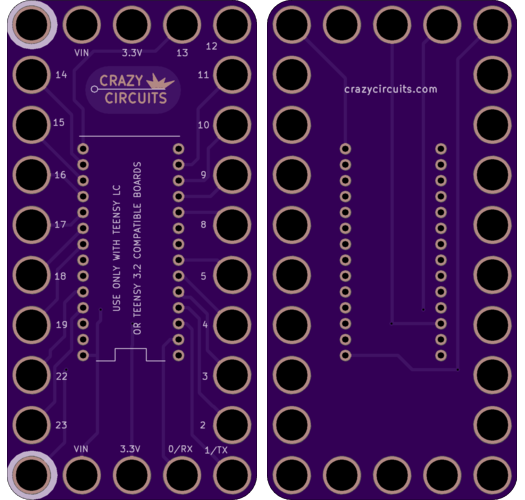 VIN 3.3V 13 12
14 11
CRAZY
CIRCUITS
15 10
16 9
17 8
18 5
19 4
22 3
23 2
USE ONLY WITH TEENSY LC
OR TEENSY 3.2 COMPATIBLE BOARDS
VIN 3.3V 0/RX 1/TX
crazycircuits.com